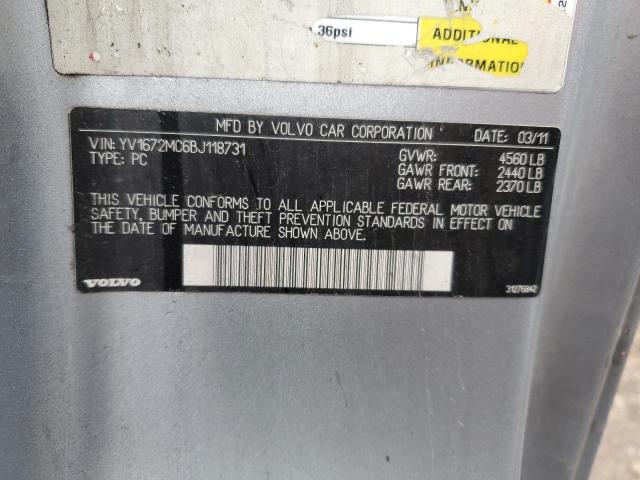 36psi
ADDITIONAL
INFORMATION
MFD BY VOLVO CAR CORPORATION DATE: 03/11
VIN: YV1672MC6BJ118731
TYPE: PC
GVWR: 4560 LB
GAWR FRONT: 2440 LB
GAWR REAR: 2370 LB
THIS VEHICLE CONFORMS TO ALL APPLICABLE FEDERAL MOTOR VEHICLE
SAFETY, BUMPER AND THEFT PREVENTION STANDARDS IN EFFECT ON
THE DATE OF MANUFACTURE SHOWN ABOVE.
VOLVO
31276842